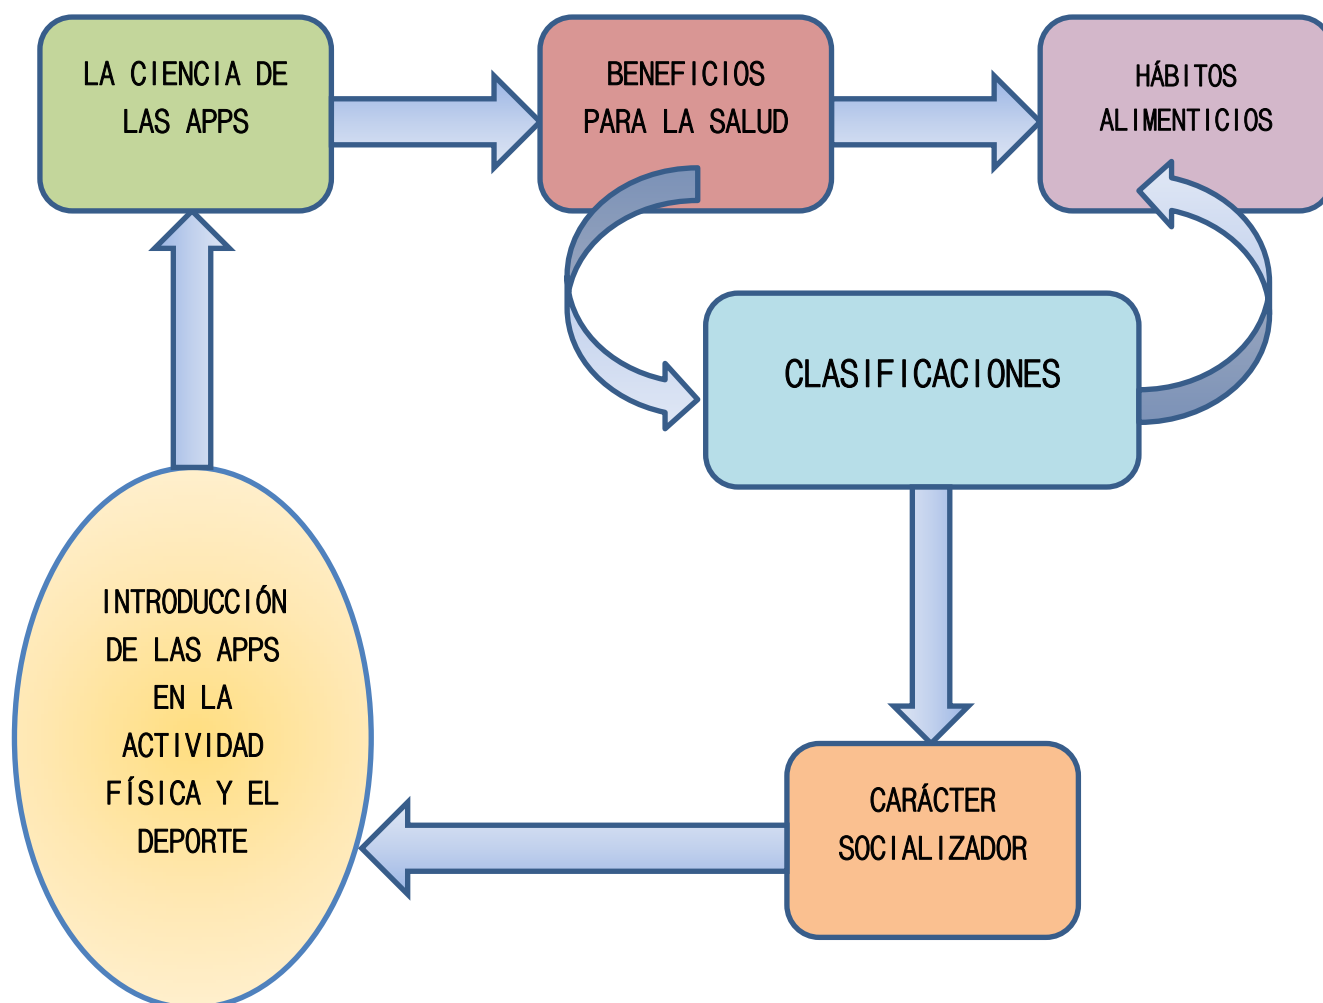 LA CIENCIA DE
LAS APPS
BENEFICIOS
PARA LA SALUD
HÁBITOS
ALIMENTICIOS
CLASIFICACIONES
INTRODUCCIÓN
DE LAS APPS
EN LA
ACTIVIDAD
FÍSICA Y EL
DEPORTE
CARÁCTER
SOCIALIZADOR